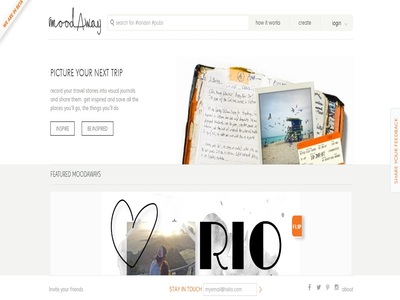 WE ARE IN BETA
moodAway
search for #london #pubs
how it works
create
login
PICTURE YOUR NEXT TRIP
record your travel stories into visual journals
and share them. get inspired and save all the
places you'll go, the things you'll do.
INSPIRE
BE INSPIRED
SHARE YOUR FEEDBACK
FEATURED MOODAWAYS
RIO
FLIP
Invite your friends
STAY IN TOUCH
myemail@hello.com
about